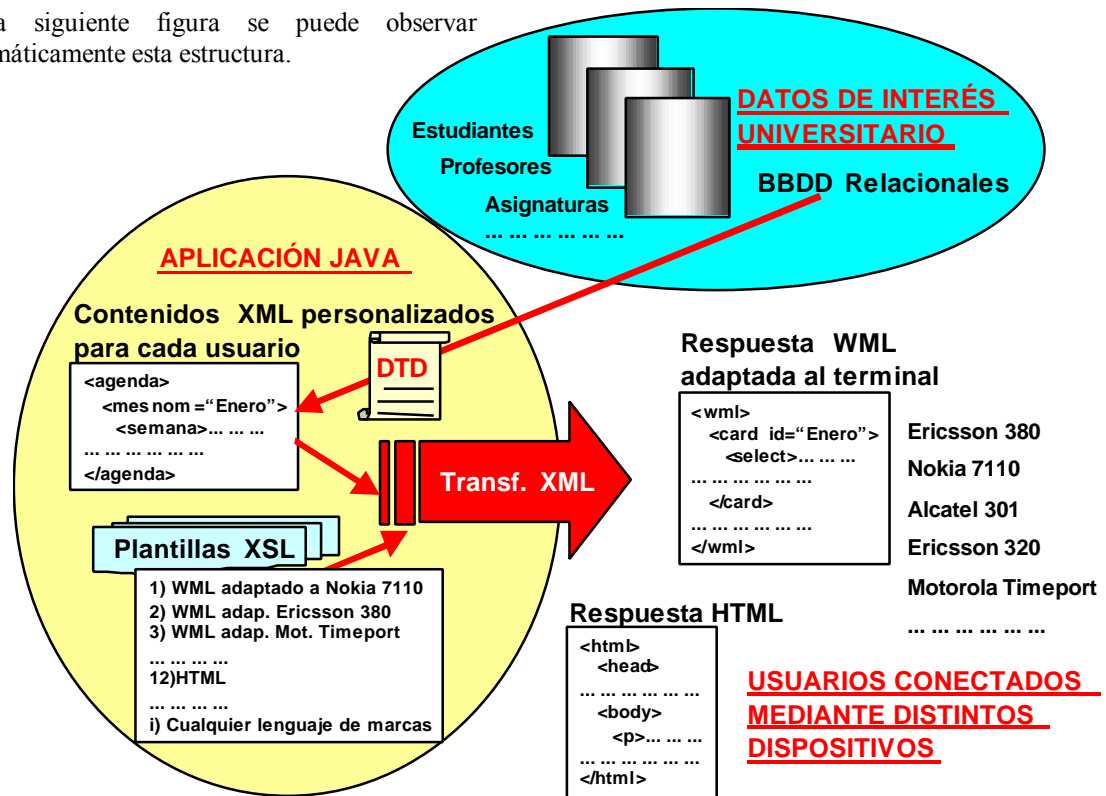 siguiente figura se puede observar
esta estructura.
DATOS DE INTERÉS
UNIVERSITARIO
Estudiantes
Profesores
Asignaturas
... ... ... ... ... ...
BBDD Relacionales
APLICACIÓN JAVA
Contenidos XML personalizados
para cada usuario
<agenda>
<mes nom =“Enero”>
<semana>... ... ...
... ... ... ... ... ...
</agenda>
DTD
Transf. XML
Plantillas XSL
1) WML adaptado a Nokia 7110
2) WML adap. Ericsson 380
3) WML adap. Mot. Timeport
... ... ... ...
12)HTML
... ... ... ...
i) Cualquier lenguaje de marcas
Respuesta WML
adaptada al terminal
<wml>
<card id=“Enero”>
<select>... ... ...
... ... ... ... ... ...
</card>
... ... ... ... ... ...
</wml>
Ericsson 380
Nokia 7110
Alcatel 301
Ericsson 320
Motorola Timeport
... ... ... ... ... ...
Respuesta HTML
<html>
<head>
... ... ... ... ... ...
<body>
<p>... ... ...
... ... ... ... ... ...
</html>
USUARIOS CONECTADOS
MEDIANTE DISTINTOS
DISPOSITIVOS